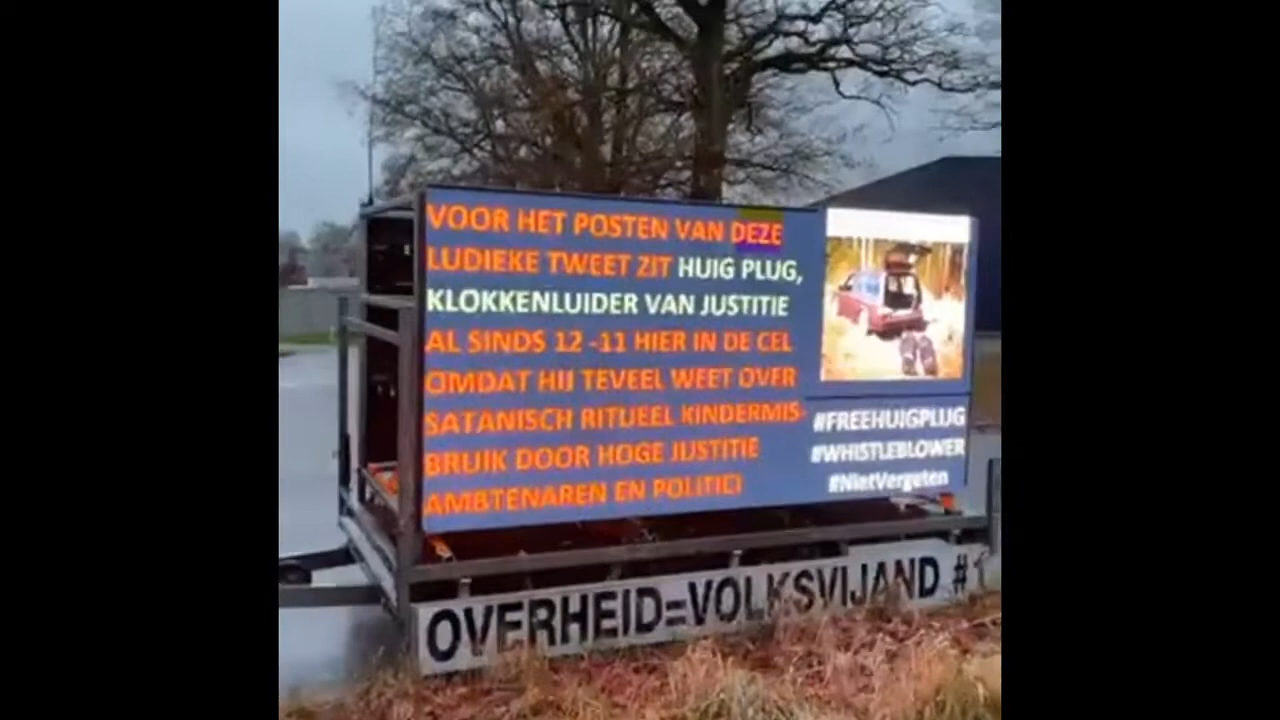 VOOR HET POSTEN VAN DEZE
LUDIEKE TWEET ZIT HUIG PLUG,
KLOKKENLUIDER VAN JUSTITIE
AL SINDS 12 -11 HIER IN DE CEL
OMDAT HIJ TEVEEL WEET OVER
SATANISCH RITUEEL KINDERMIS-
BRUIK DOOR HOGE JUSTITIE
AMBTENAREN EN POLITICI
#FREEHUIGPLUG
#WHISTLEBLOWER
#NietVergeten
OVERHEID=VOLKSVIJAND #1